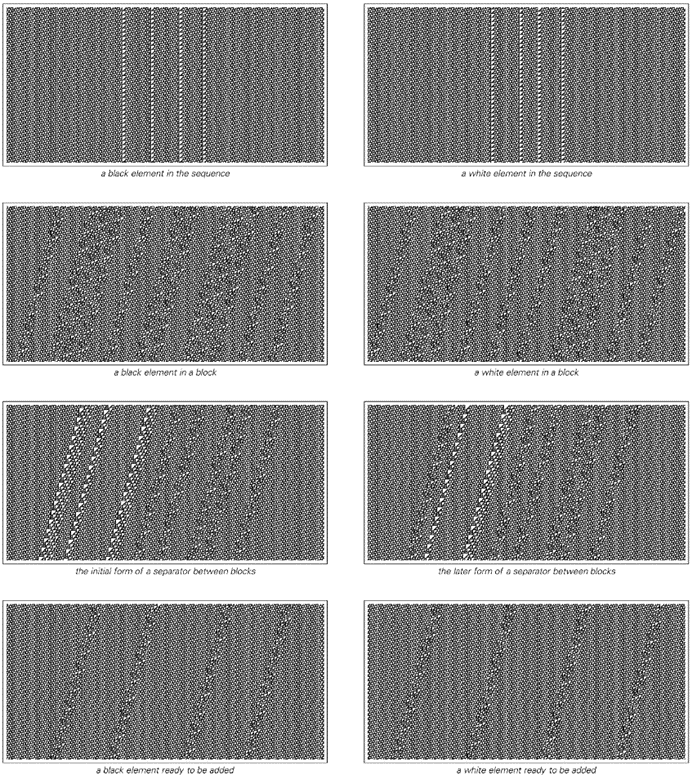 a black element in the sequence
a white element in the sequence
a black element in a block
a white element in a block
the initial form of a separator between blocks
the later form of a separator between blocks
a black element ready to be added
a white element ready to be added